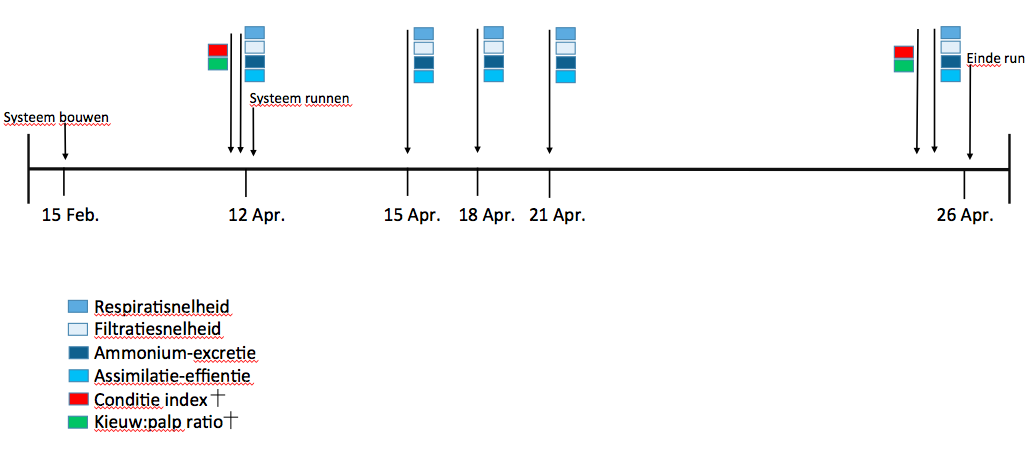 Einde run
Systeem runnen
Systeem bouwen
15 Feb.
12 Apr.
15 Apr.
18 Apr.
21 Apr.
26 Apr.
Respiratisnelheid
Filtratiesnelheid
Ammonium-excretie
Assimilatie-effientie
Conditie index†
Kieuw:palp ratio†